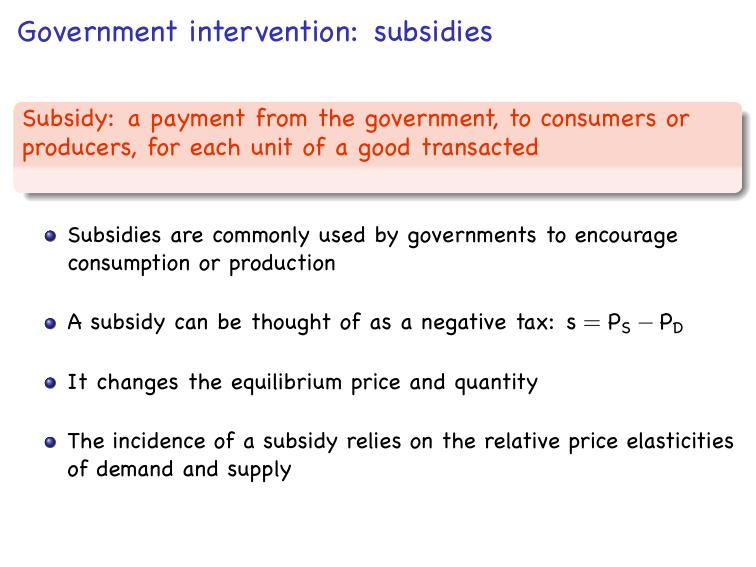 Government intervention: subsidies
Subsidy: a payment from the government, to consumers or
producers, for each unit of a good transacted
Subsidies are commonly used by governments to encourage
consumption or production
A subsidy can be thought of as a negative tax: s = P_S − P_D
It changes the equilibrium price and quantity
The incidence of a subsidy relies on the relative price elasticities
of demand and supply